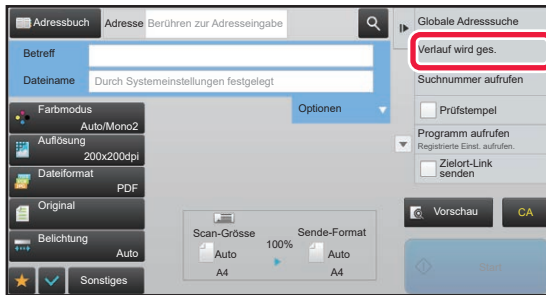 Adressbuch
Adresse
Berühren zur Adresseingabe
Betreff
Dateiname
Durch Systemeinstellungen festgelegt
Optionen
Farbmodus
Auto/Mono2
Auflösung
200x200dpi
Dateiformat
PDF
Original
Belichtung
Auto
Sonstiges
Scan-Grösse
Auto
A4
100%
Sende-Format
Auto
A4
Globale Adresssuche
Verlauf wird ges.
Suchnummer aufrufen
Prüfstempel
Programm aufrufen
Registrierte Einst. aufrufen.
Zielort-Link
senden
Vorschau
CA
Start